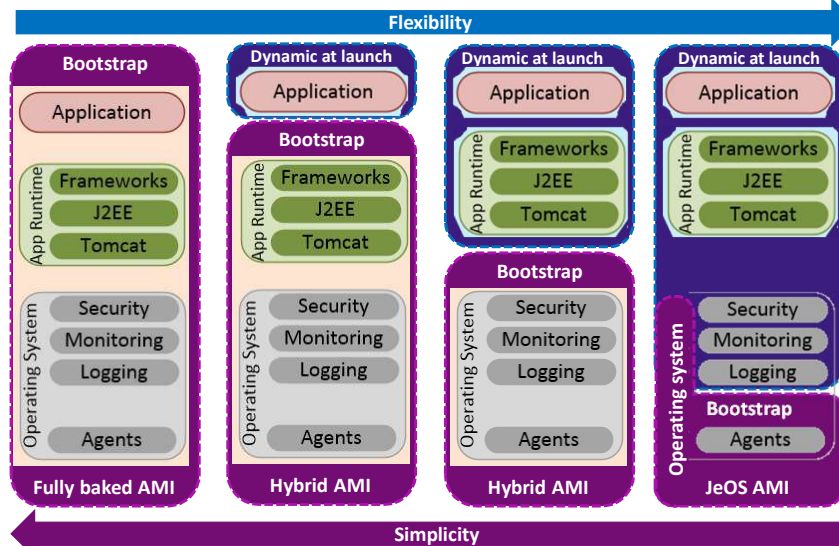 Flexibility
Bootstrap
Application
App Runtime
Frameworks
J2EE
Tomcat
Operating System
Security
Monitoring
Logging
Agents
Fully baked AMI
Dynamic at launch
Application
Bootstrap
App Runtime
Frameworks
J2EE
Tomcat
Operating System
Security
Monitoring
Logging
Agents
Hybrid AMI
Dynamic at launch
Application
App Runtime
Frameworks
J2EE
Tomcat
Bootstrap
Operating System
Security
Monitoring
Logging
Agents
Hybrid AMI
Dynamic at launch
Application
App Runtime
Frameworks
J2EE
Tomcat
Operating system
Security
Monitoring
Logging
Bootstrap
Agents
JeOS AMI
Simplicity